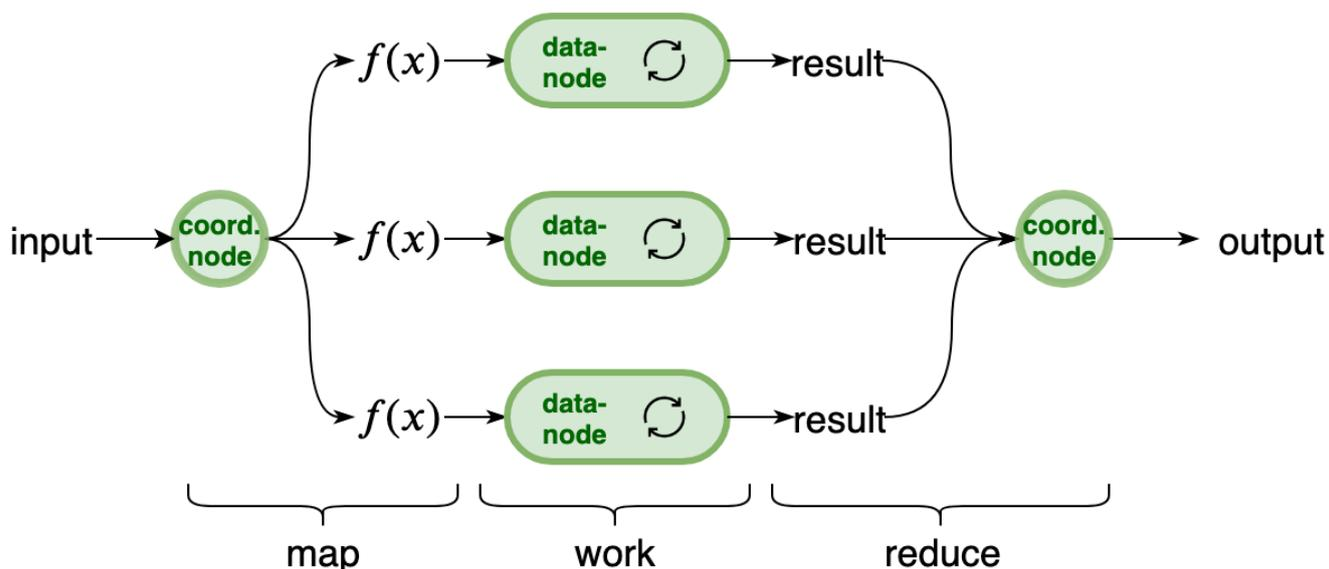 f(x)
data-
node
result
input
coord.
node
f(x)
data-
node
result
coord.
node
output
f(x)
data-
node
result
map
work
reduce